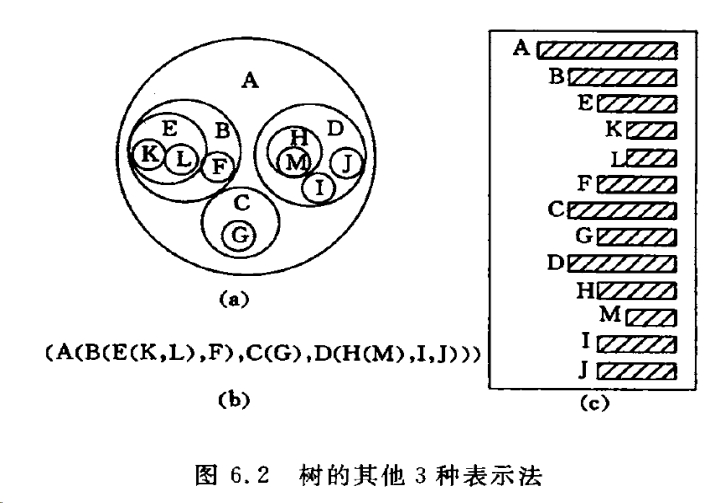 A
E
B
K
L
F
H
D
M
J
I
C
G
(a)
(A(B(E(K,L),F),C(G),D(H(M),I,J)))
(b)
A
B
E
K
L
F
C
G
D
H
M
I
J
(c)
图 6.2 树的其他 3 种表示法